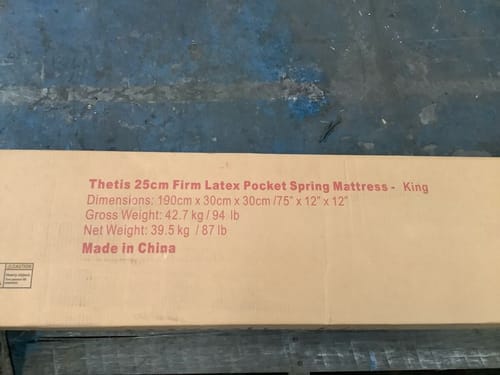 Thetis 25cm Firm Latex Pocket Spring Mattress - King
Dimensions: 190cm x 30cm x 30cm /75" x 12" x 12"
Gross Weight: 42.7 kg / 94 lb
Net Weight: 39.5 kg / 87 lb
Made in China
CAUTION